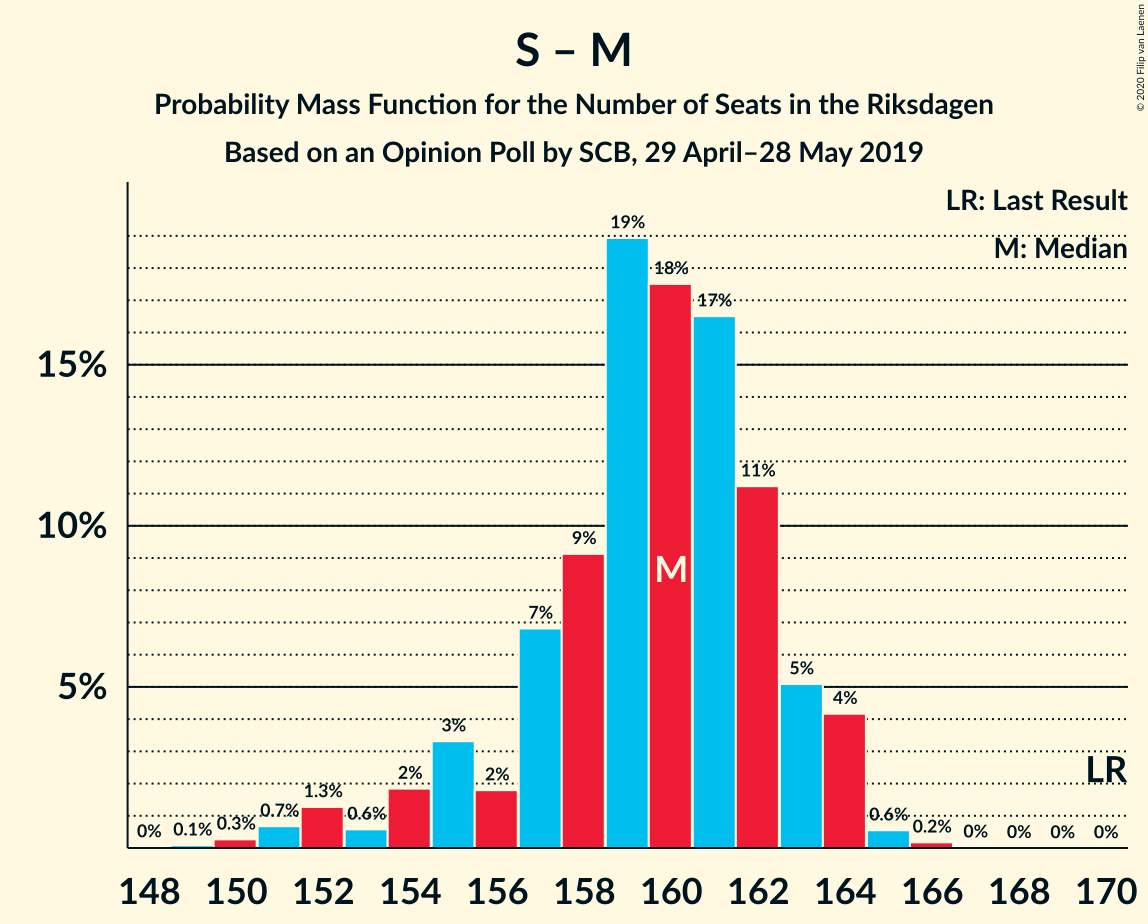 S – M
Probability Mass Function for the Number of Seats in the Riksdagen
Based on an Opinion Poll by SCB, 29 April–28 May 2019
© 2020 Filip van Laenen
LR: Last Result
M: Median
15%
10%
5%
0%
0.1%
0.3%
0.7%
1.3%
0.6%
2%
3%
2%
7%
9%
19%
18%
17%
11%
5%
4%
0.6%
0.2%
0%
0%
0%
0%
M
LR
148 150 152 154 156 158 160 162 164 166 168 170